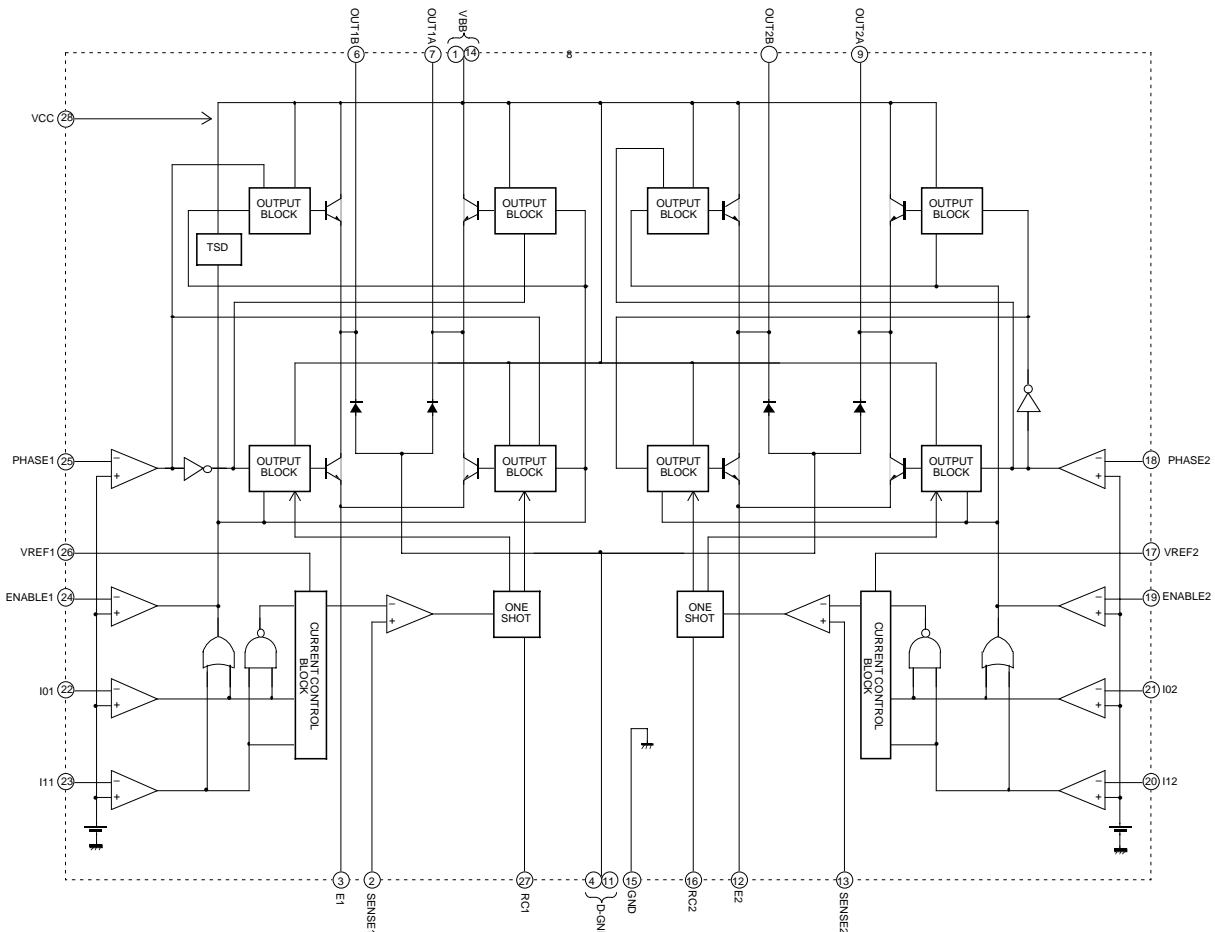 OUT1B
OUT1A
VBB
OUT2B
OUT2A
6
7
1
14
8
9
VCC
28
OUTPUT
BLOCK
OUTPUT
BLOCK
OUTPUT
BLOCK
OUTPUT
BLOCK
TSD
PHASE1
25
−
+
OUTPUT
BLOCK
OUTPUT
BLOCK
OUTPUT
BLOCK
OUTPUT
BLOCK
−
+
18
PHASE2
VREF1
26
17
VREF2
ENABLE1
24
−
+
CURRENT CONTROL
BLOCK
−
+
ONE
SHOT
ONE
SHOT
−
+
CURRENT CONTROL
BLOCK
−
+
19
ENABLE2
I01
22
−
+
−
+
21
I02
I11
23
−
+
−
+
20
I12
3
2
27
4
11
15
16
12
13
E1
SENSE1
RC1
D-GN
GND
RC2
E2
SENSE2